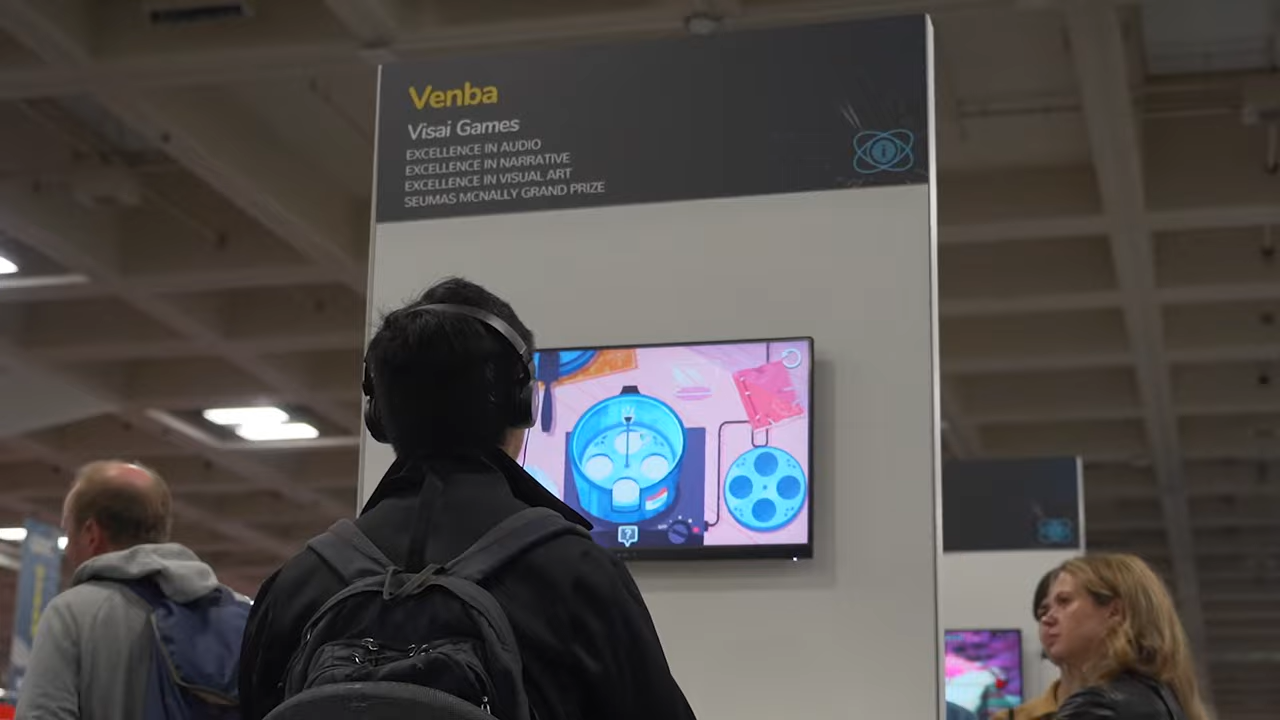 Venba
Visai Games
EXCELLENCE IN AUDIO
EXCELLENCE IN NARRATIVE
EXCELLENCE IN VISUAL ART
SEUMAS MCNALLY GRAND PRIZE
?